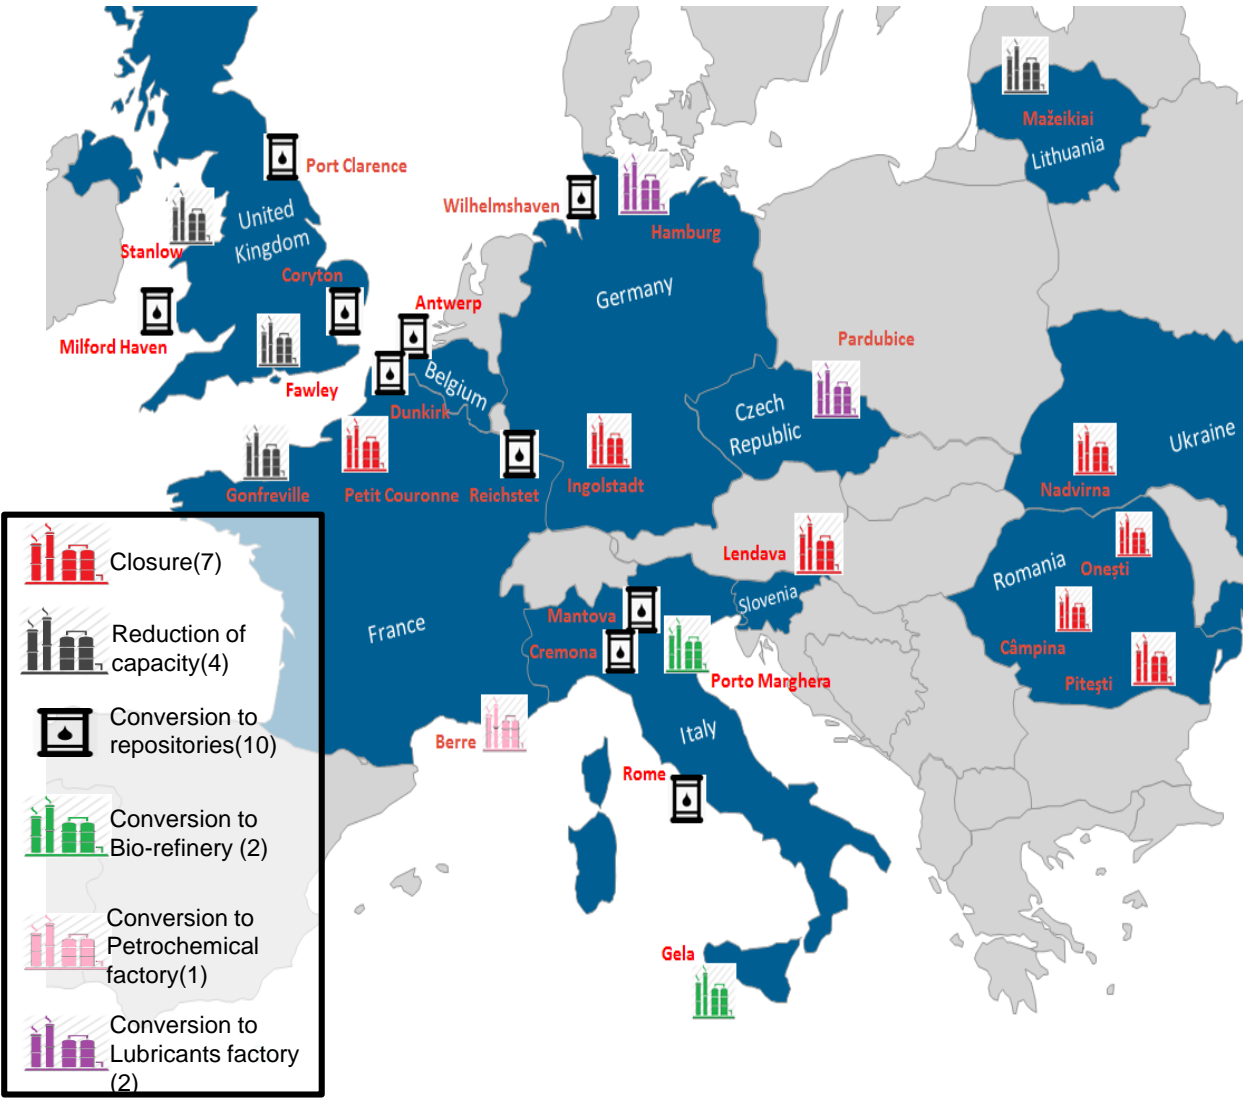 Mažeikiai
Lithuania
Port Clarence
Wilhelmshaven
Hamburg
United
Kingdom
Stanlow
Coryton
Germany
Antwerp
Milford Haven
Pardubice
Belgium
Fawley
Dunkirk
Czech
Republic
Ukraine
Gonfreville
Petit Couronne
Reichstet
Ingolstadt
Nadvirna
Lendava
Romania
Onești
Slovenia
Mantova
France
Cremona
Câmpina
Porto Marghera
Pitești
Italy
Berre
Rome
Gela
Closure(7)
Reduction of
capacity(4)
Conversion to
repositories(10)
Conversion to
Bio-refinery (2)
Conversion to
Petrochemical
factory(1)
Conversion to
Lubricants factory
(2)